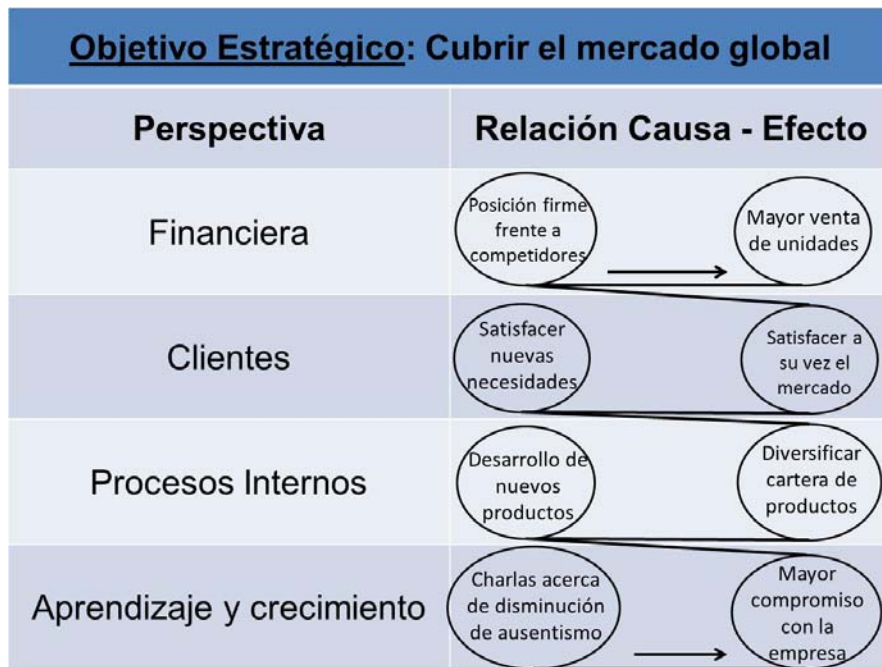 Objetivo Estratégico: Cubrir el mercado global
Perspectiva
Relación Causa - Efecto
Financiera
Posición firme
frente a
competidores
Mayor venta
de unidades
Clientes
Satisfacer
nuevas
necesidades
Satisfacer a
su vez el
mercado
Procesos Internos
Desarrollo de
nuevos
productos
Diversificar
cartera de
productos
Aprendizaje y crecimiento
Charlas acerca
de disminución
de ausentismo
Mayor
compromiso
con la
empresa